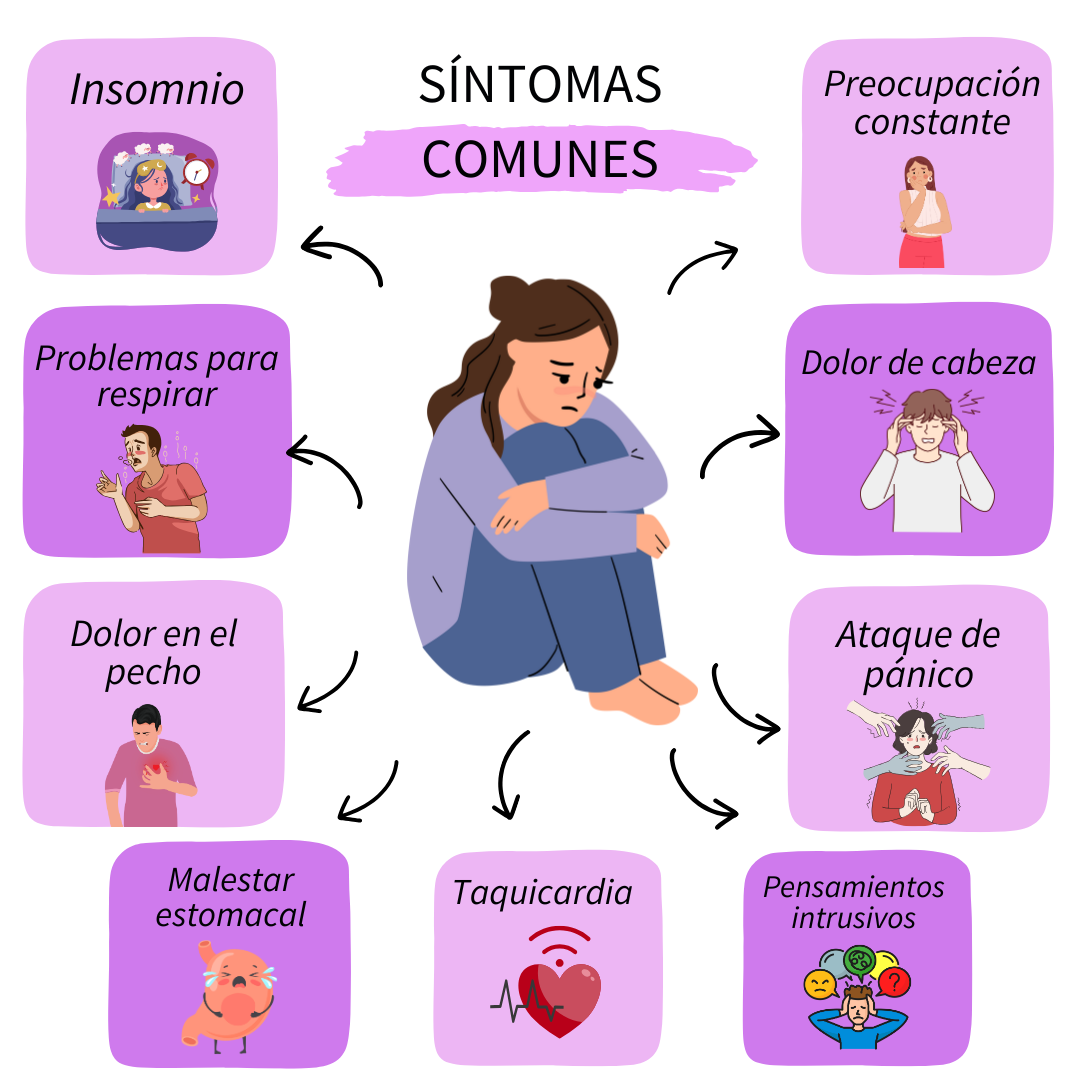 SÍNTOMAS
COMUNES
Insomnio
Preocupación
constante
Problemas para
respirar
Dolor de cabeza
Dolor en el
pecho
Ataque de
pánico
Malestar
estomacal
Taquicardia
Pensamientos
intrusivos
?